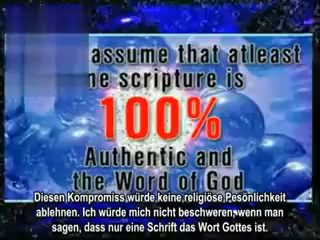 assume that atleast
ne scripture is
100%
Authentic and
the Word of God
Diesen Kompromiss würde keine religiöse Persönlichkeit
ablehnen. Ich würde mich nicht beschweren, wenn man
sagen, dass nur eine Schrift das Wort Gottes ist.